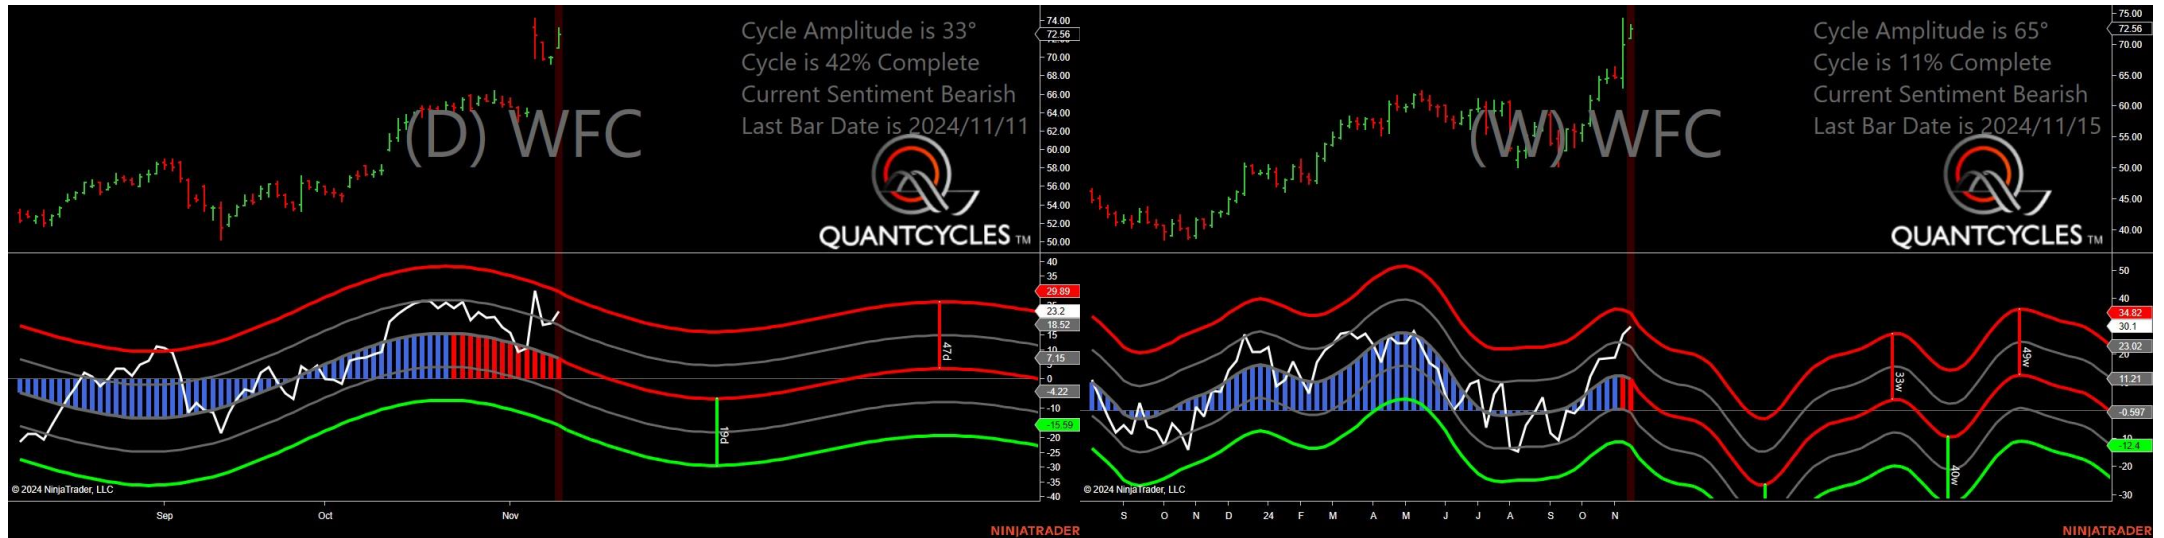 Cycle Amplitude is 33°
Cycle is 42% Complete
Current Sentiment Bearish
Last Bar Date is 2024/11/11
(D) WFC
QUANTCYCLES TM
74.00
72.56
70.00
68.00
66.00
64.00
62.00
60.00
58.00
56.00
54.00
52.00
50.00
40
35
29.89
23.2
18.52
15
10
7.15
0
-4.22
-10
-15.59
-20
-25
-30
-35
-40
47d
19d
© 2024 NinjaTrader, LLC
Sep
Oct
Nov
NINJATRADER
Cycle Amplitude is 65°
Cycle is 11% Complete
Current Sentiment Bearish
Last Bar Date is 2024/11/15
(W) WFC
QUANTCYCLES TM
75.00
72.56
70.00
65.00
60.00
55.00
50.00
45.00
40.00
50
40
34.82
30.1
23.02
20
11.21
-0.597
-12.4
-20
-30
33w
49w
40w
© 2024 NinjaTrader, LLC
S O N D 24 F M A M J J A S O N
NINJATRADER